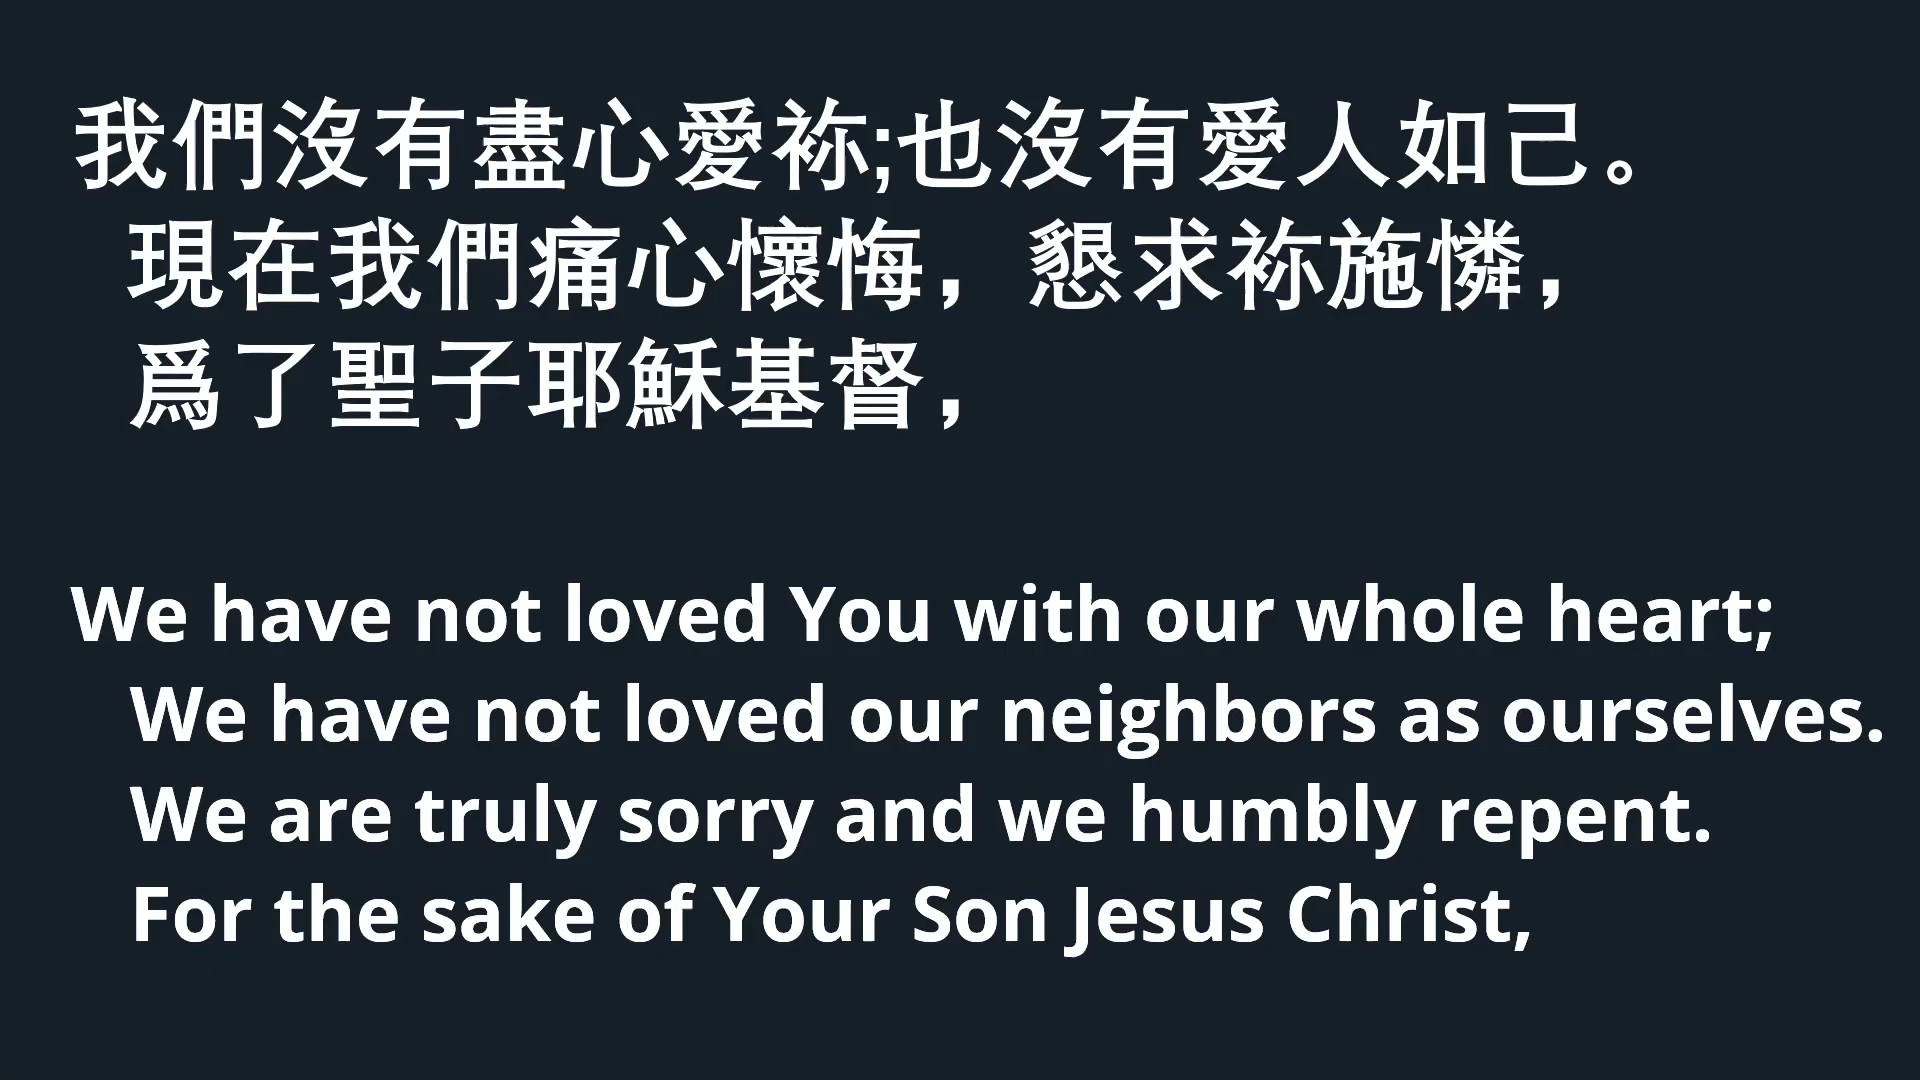 我們沒有盡心愛袮;也沒有愛人如己。
現在我們痛心懷悔，懇求袮施憐，
爲了聖子耶穌基督，
We have not loved You with our whole heart;
We have not loved our neighbors as ourselves.
We are truly sorry and we humbly repent.
For the sake of Your Son Jesus Christ,